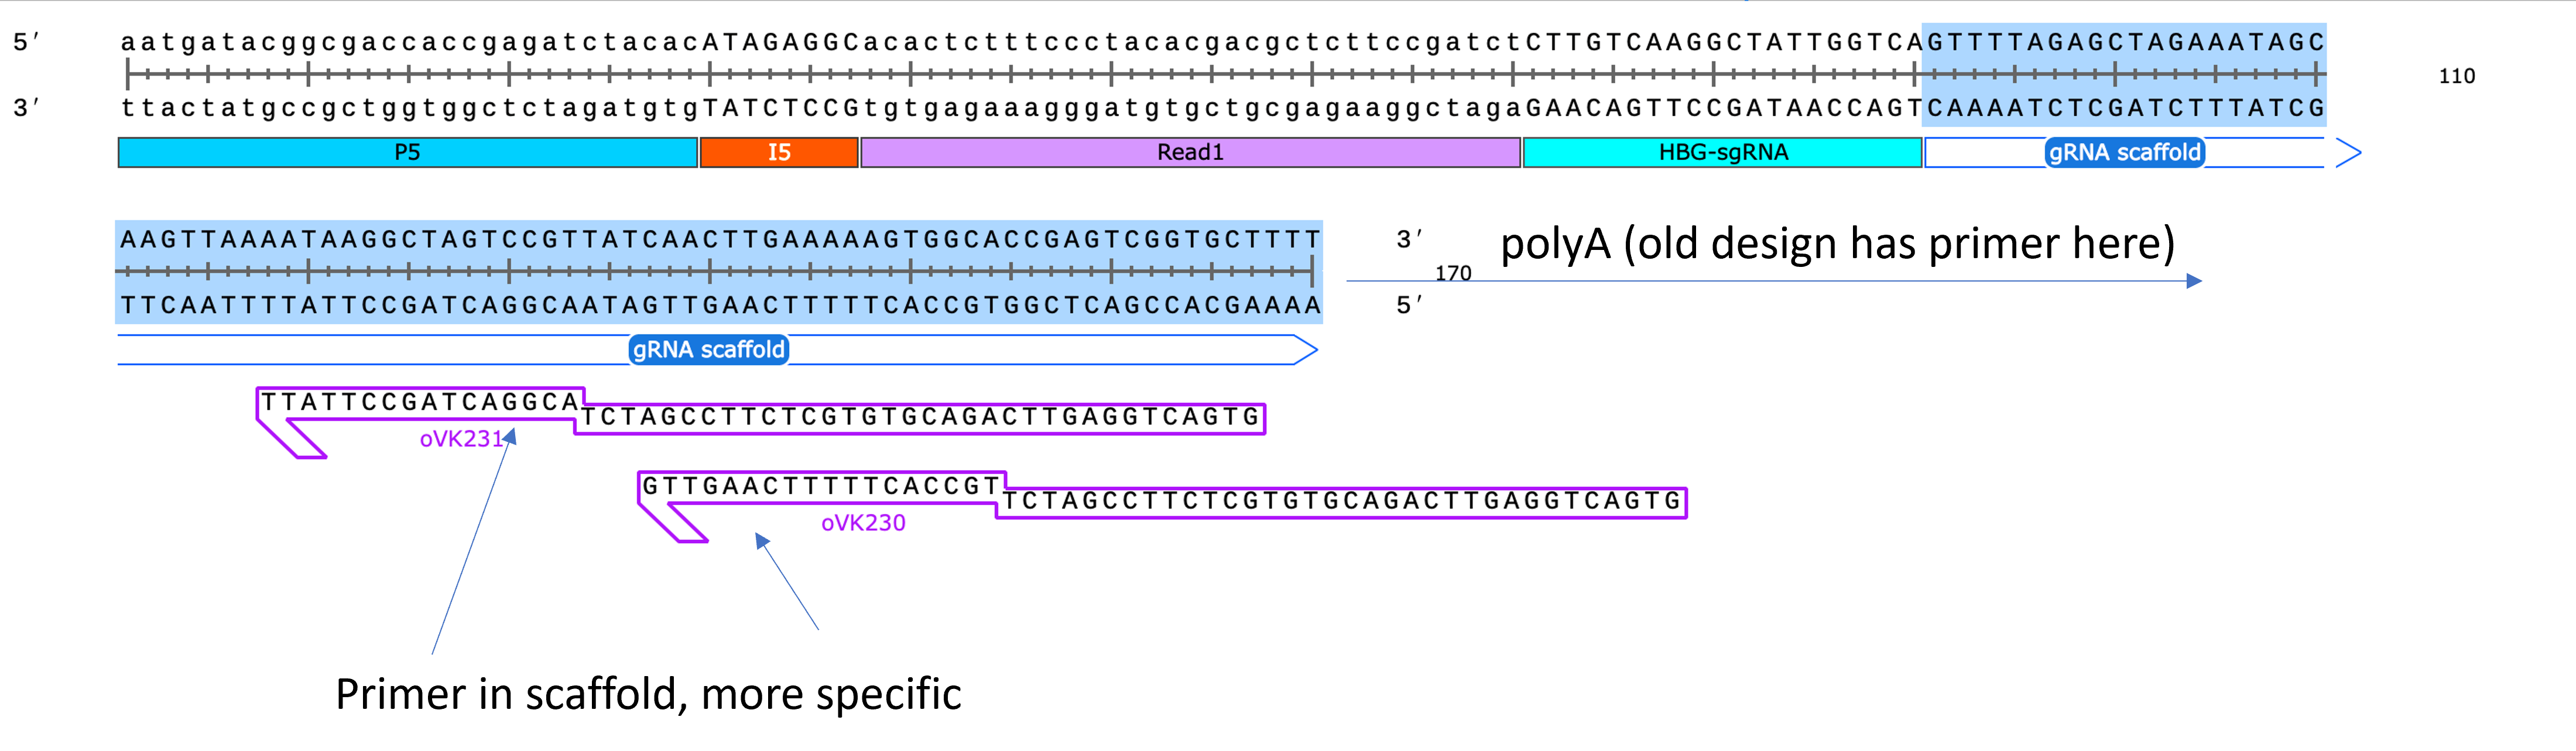 5′ aatgatacggcgaccaccgagatctacacATAGAGGCacactctttccctacacgacgctcttccgatctCTTGTCAAGGCTATTGGTCAGTTTTAGAGCTAGAAATAGC
110
3′ ttactatgccgctggtggctctagatgtgTATCTCCGtgtgagaaagggatgtgctgcgagaaggctagaGAACAGTTCCGATAACCAGTCAAAATCTCGATCTTTATCG
P5 I5 Read1 HBG-sgRNA gRNA scaffold
AAGTTAAAATAAGGCTAGTCCGTTATCAACTTGAAAAAGTGGCACCGAGTCGGTGCTTTT 3′
polyA (old design has primer here)
170
TTCAATTTTATTCCGATCAGGCAATAGTTGAACTTTTTCACCGTGGCTCAGCCACGAAAA 5′
gRNA scaffold
TTATTCCGATCAGGCATCTAGCCTTCTCGTGTGCAGACTTGAGGTCAGTG
oVK231
GTTGAACTTTTTCACCGTTCTAGCCTTCTCGTGTGCAGACTTGAGGTCAGTG
oVK230
Primer in scaffold, more specific